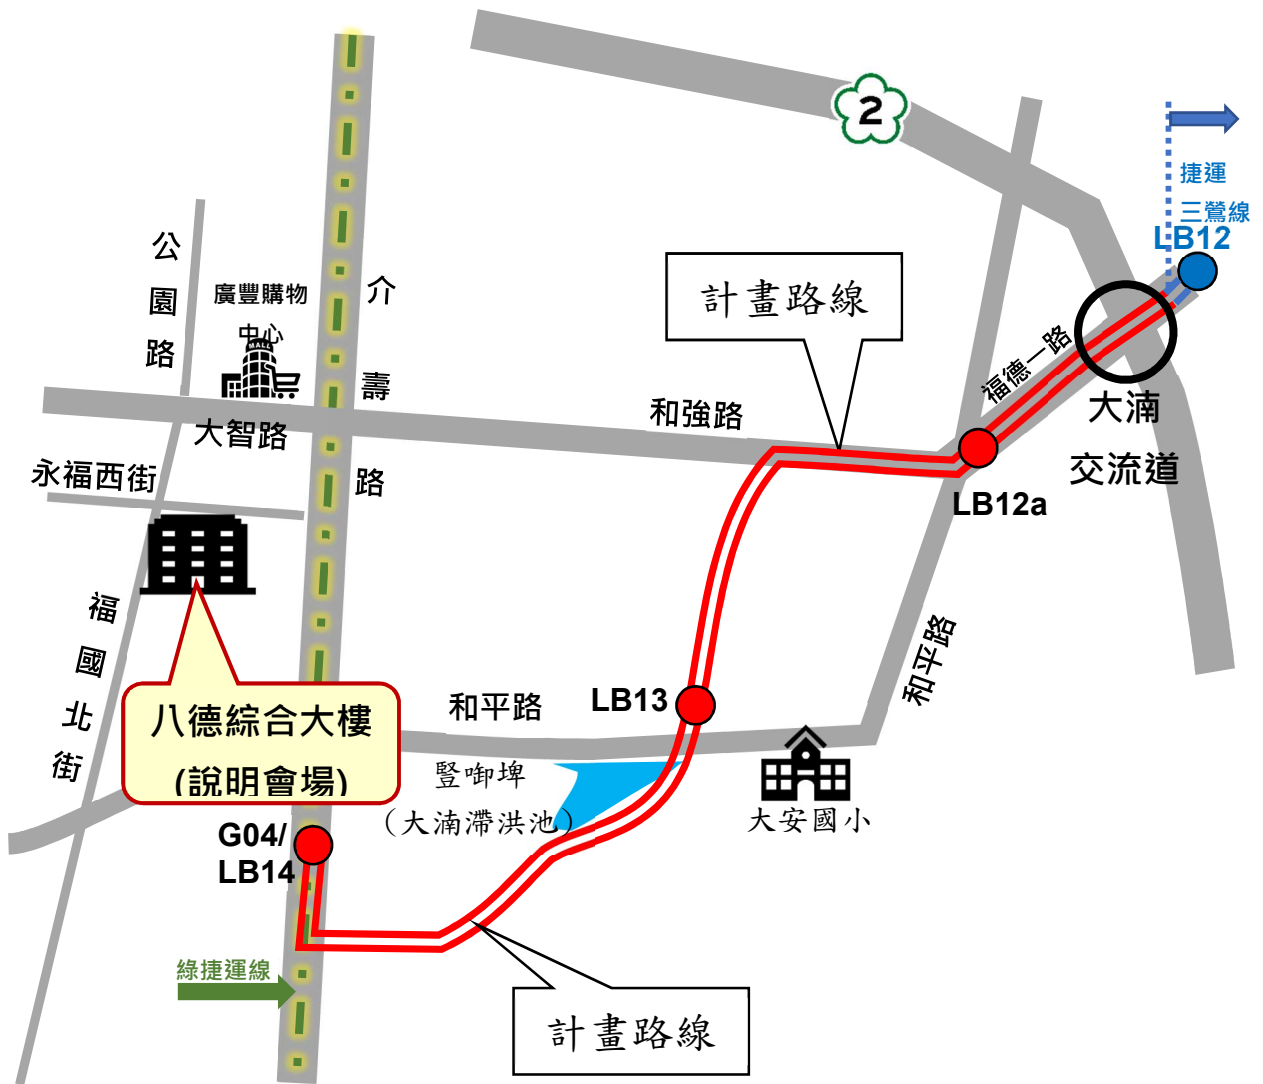 2
捷運
三鶯線
LB12
公園路
廣豐購物
中心
MALL
介壽路
計畫路線
福德一路
大湳
交流道
和強路
大智路
永福西街
LB12a
福國北街
和平路
LB13
和平路
八德綜合大樓
(說明會場)
豎啣埤
（大湳滯洪池）
大安國小
G04/
LB14
綠捷運線
計畫路線